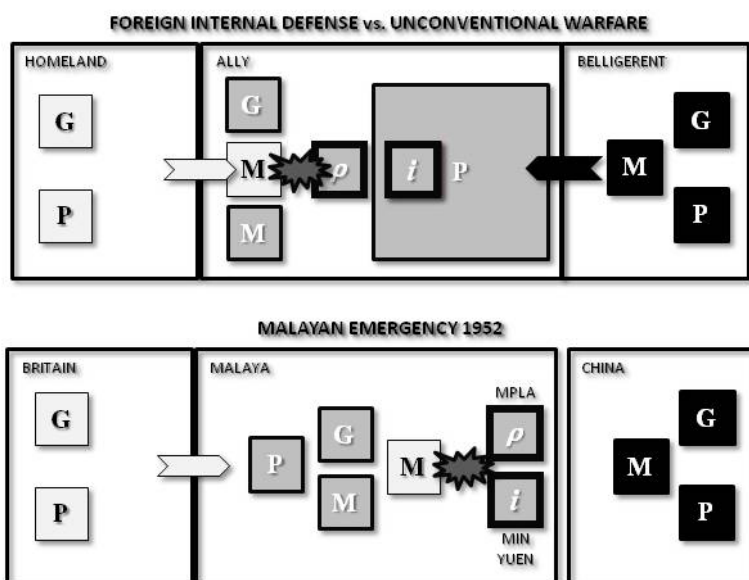 FOREIGN INTERNAL DEFENSE vs. UNCONVENTIONAL WARFARE
HOMELAND
ALLY
BELLIGERENT
G
G
G
M
ρ
i
P
M
P
M
P
MALAYAN EMERGENCY 1952
BRITAIN
MALAYA
CHINA
MPLA
G
G
ρ
G
P
M
M
P
M
i
P
MIN
YUEN